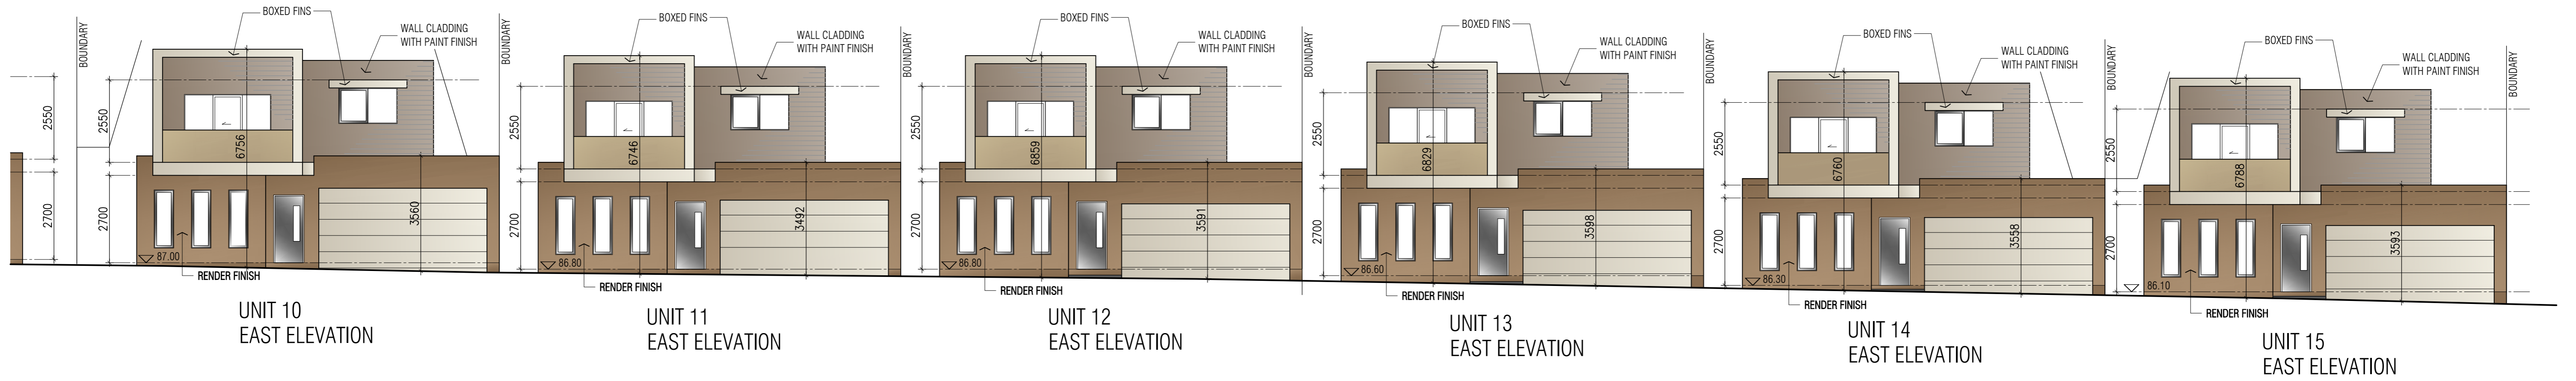 BOUNDARY
2550
2700
2550
2700
BOXED FINS
WALL CLADDING
WITH PAINT FINISH
6756
3560
87.00
RENDER FINISH
UNIT 10
EAST ELEVATION
BOUNDARY
2550
2700
BOXED FINS
WALL CLADDING
WITH PAINT FINISH
6746
3492
86.80
RENDER FINISH
UNIT 11
EAST ELEVATION
BOUNDARY
2550
2700
BOXED FINS
WALL CLADDING
WITH PAINT FINISH
6859
3591
86.80
RENDER FINISH
UNIT 12
EAST ELEVATION
BOUNDARY
2550
2700
BOXED FINS
WALL CLADDING
WITH PAINT FINISH
6829
3598
86.60
RENDER FINISH
UNIT 13
EAST ELEVATION
BOUNDARY
2550
2700
BOXED FINS
WALL CLADDING
WITH PAINT FINISH
6760
3558
86.30
RENDER FINISH
UNIT 14
EAST ELEVATION
BOUNDARY
2550
2700
BOXED FINS
WALL CLADDING
WITH PAINT FINISH
6788
3593
86.10
RENDER FINISH
UNIT 15
EAST ELEVATION
BOUNDARY